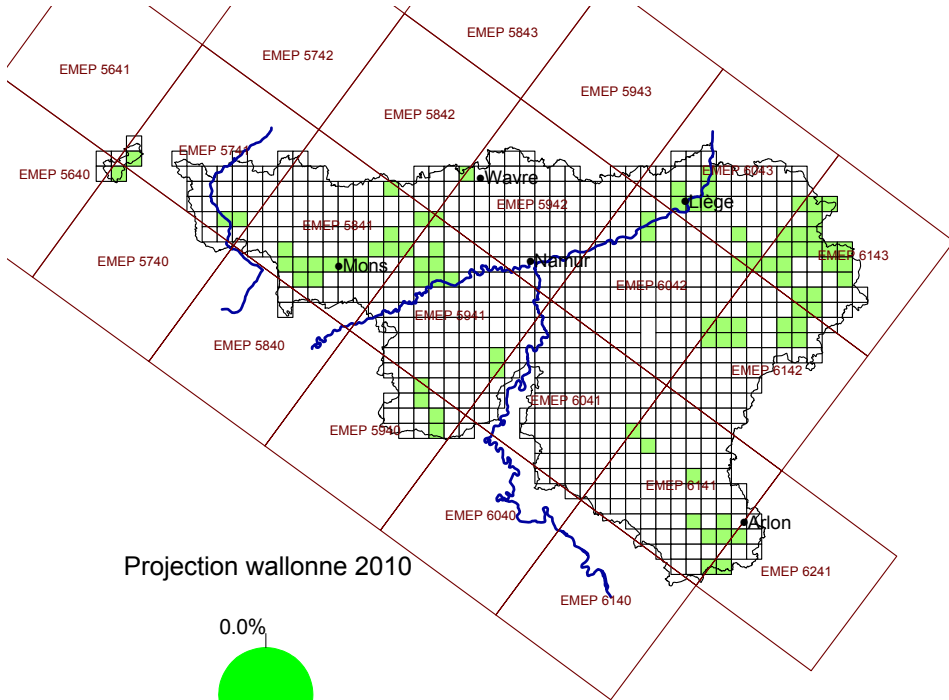 EMEP 5843
EMEP 5742
EMEP 5641
EMEP 5943
EMEP 5842
EMEP 5741
EMEP 6043
EMEP 5640
Wavre
Liège
EMEP 5942
EMEP 5841
EMEP 6143
EMEP 5740
Mons
Namur
EMEP 6042
EMEP 5941
EMEP 5840
EMEP 6142
EMEP 6041
EMEP 5940
EMEP 6141
EMEP 6040
Arlon
Projection wallonne 2010
EMEP 6241
EMEP 6140
0.0%